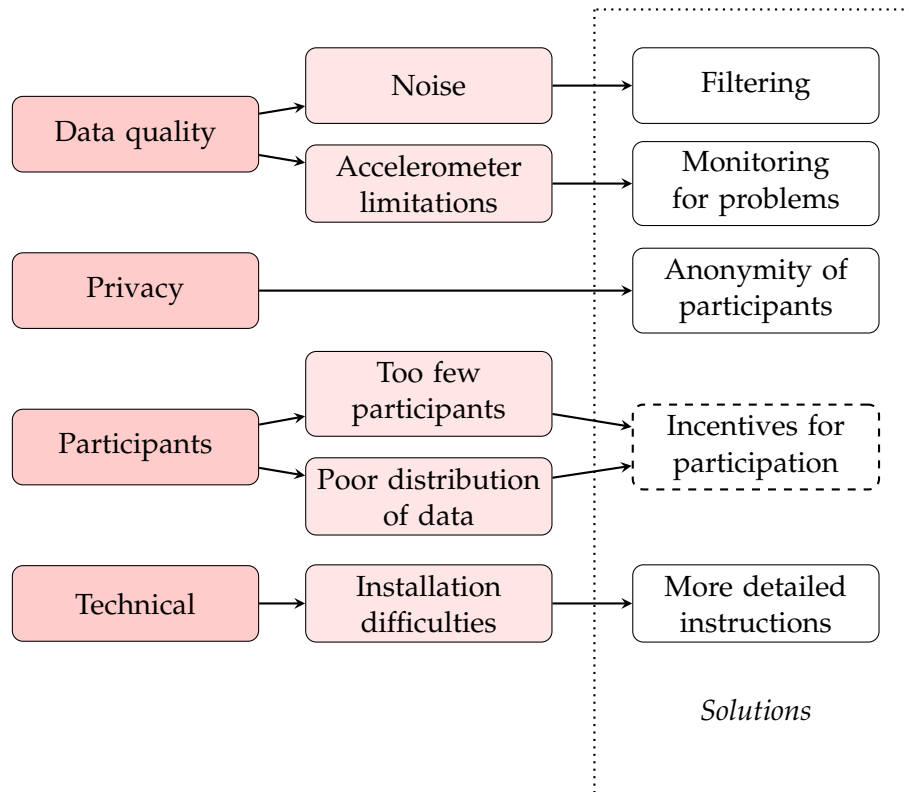 Data quality
Noise
Filtering
Accelerometer
limitations
Monitoring
for problems
Privacy
Anonymity of
participants
Participants
Too few
participants
Poor distribution
of data
Incentives for
participation
Technical
Installation
difficulties
More detailed
instructions
Solutions